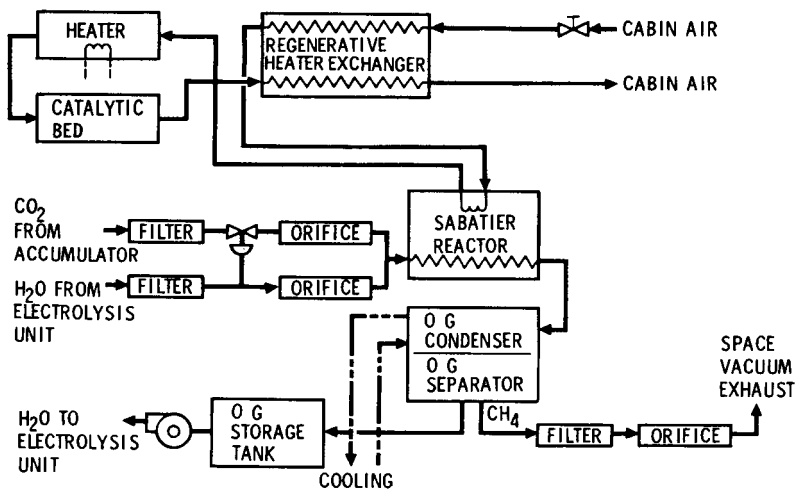 HEATER
REGENERATIVE
HEATER EXCHANGER
CABIN AIR
CABIN AIR
CATALYTIC
BED
CO2
FROM
ACCUMULATOR
FILTER
ORIFICE
SABATIER
REACTOR
H2O FROM
ELECTROLYSIS
UNIT
FILTER
ORIFICE
O G
CONDENSER
O G
SEPARATOR
SPACE
VACUUM
EXHAUST
H2O TO
ELECTROLYSIS
UNIT
O G
STORAGE
TANK
CH4
FILTER
ORIFICE
COOLING